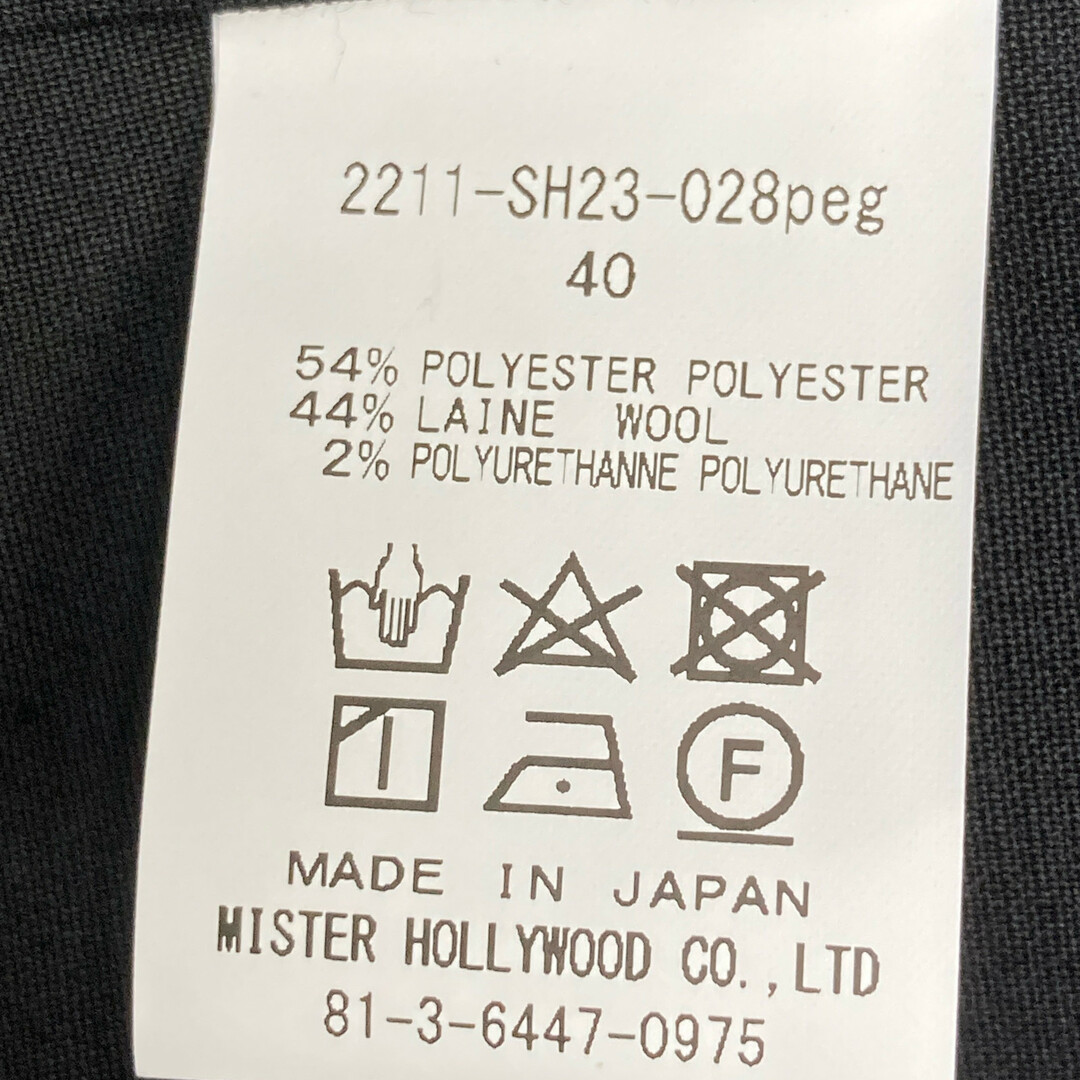 2211-SH23-028peg
40
54% POLYESTER POLYESTER
44% LAINE WOOL
2% POLYURETHANNE POLYURETHANE
F
MADE IN JAPAN
MISTER HOLLYWOOD CO.,LTD
81-3-6447-0975